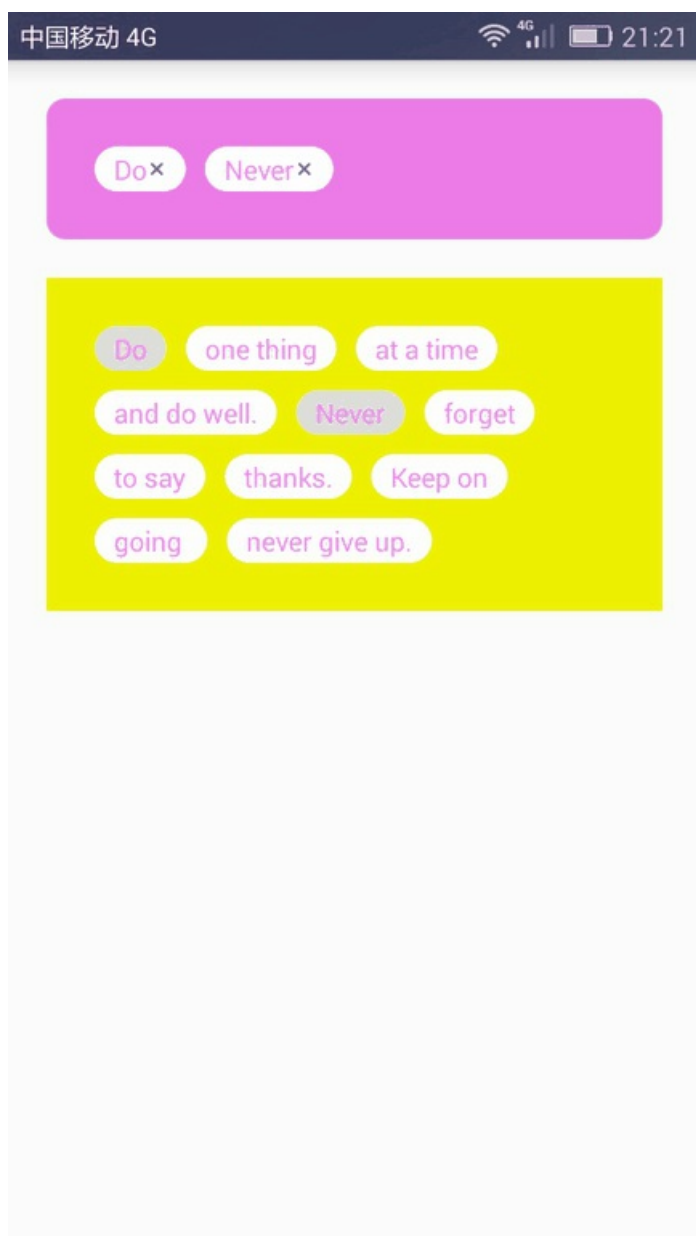 中国移动 4G 4G 21:21
Do× Never×
Do one thing at a time
and do well. Never forget
to say thanks. Keep on
going never give up.